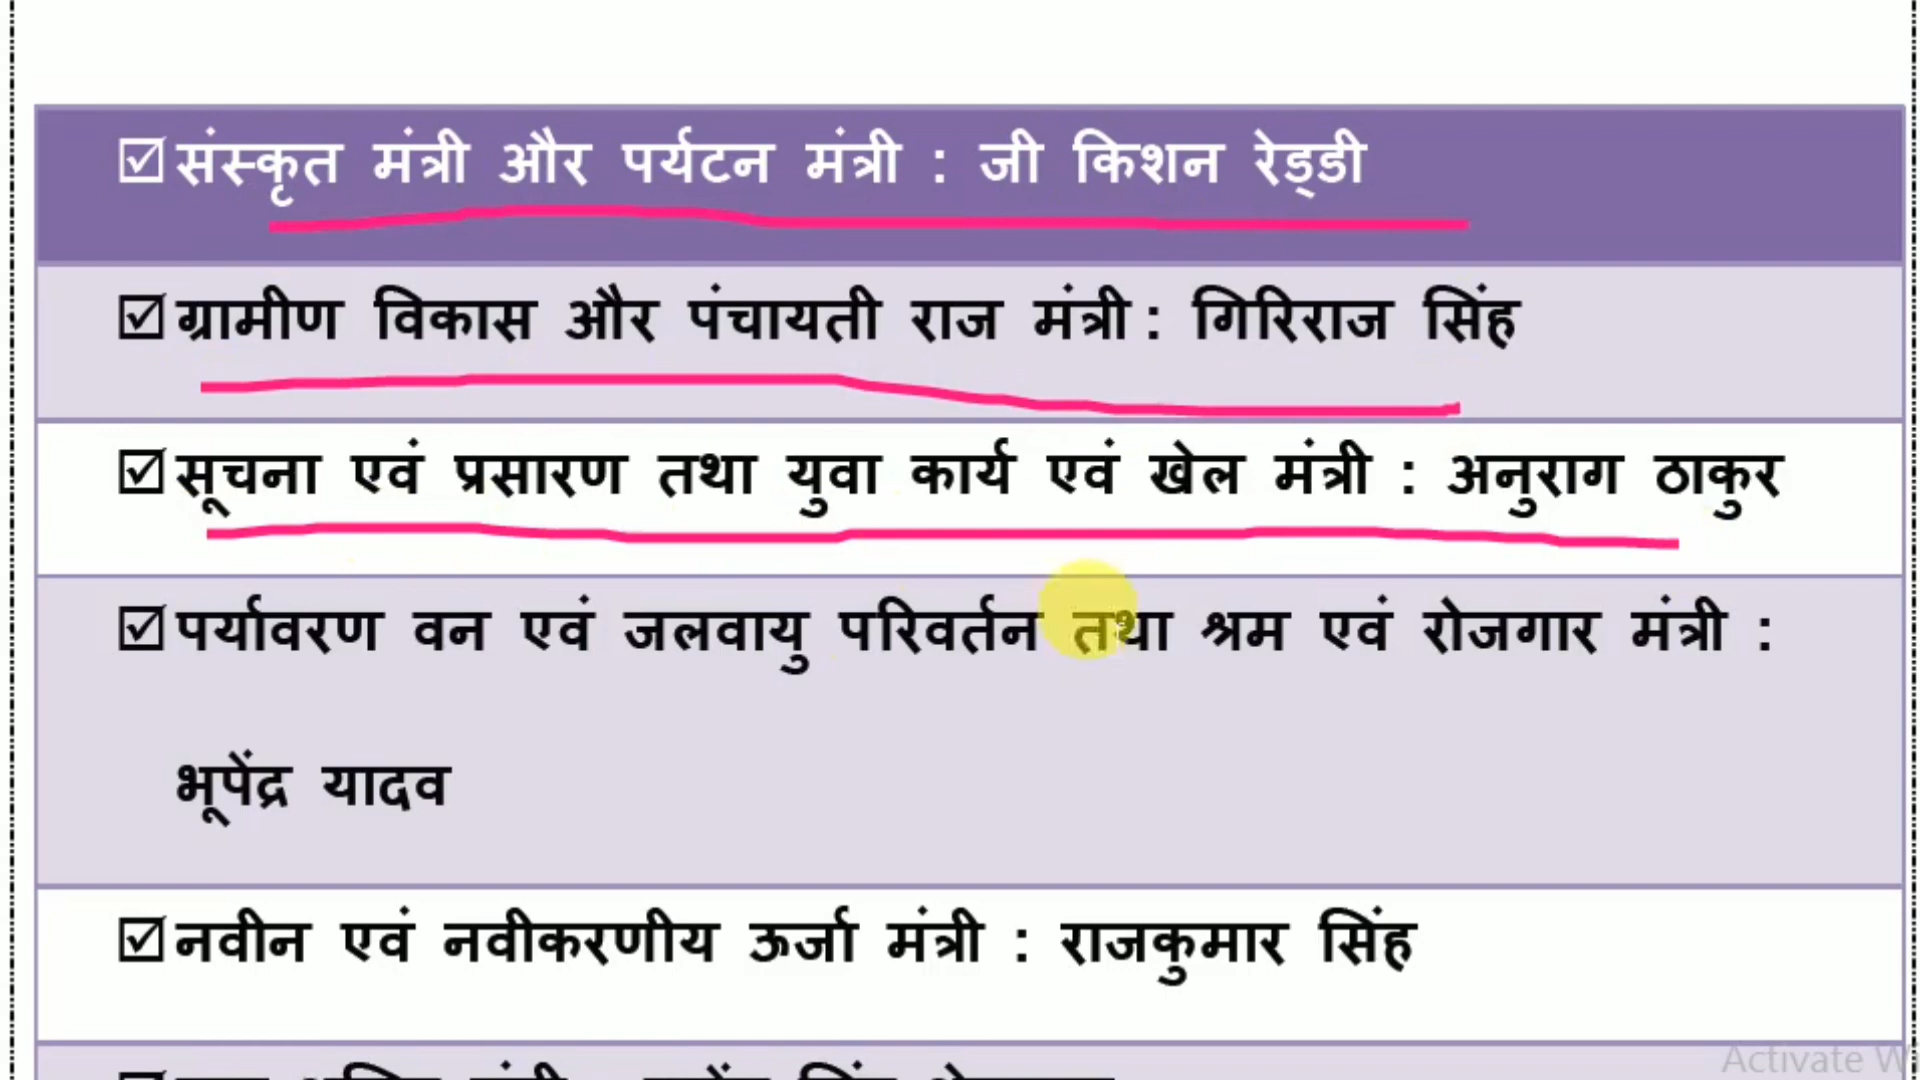 संस्कृत मंत्री और पर्यटन मंत्री : जी किशन रेड्डी
ग्रामीण विकास और पंचायती राज मंत्री : गिरिराज सिंह
सूचना एवं प्रसारण तथा युवा कार्य एवं खेल मंत्री : अनुराग ठाकुर
पर्यावरण वन एवं जलवायु परिवर्तन तथा श्रम एवं रोजगार मंत्री :
भूपेंद्र यादव
नवीन एवं नवीकरणीय ऊर्जा मंत्री : राजकुमार सिंह
Activate